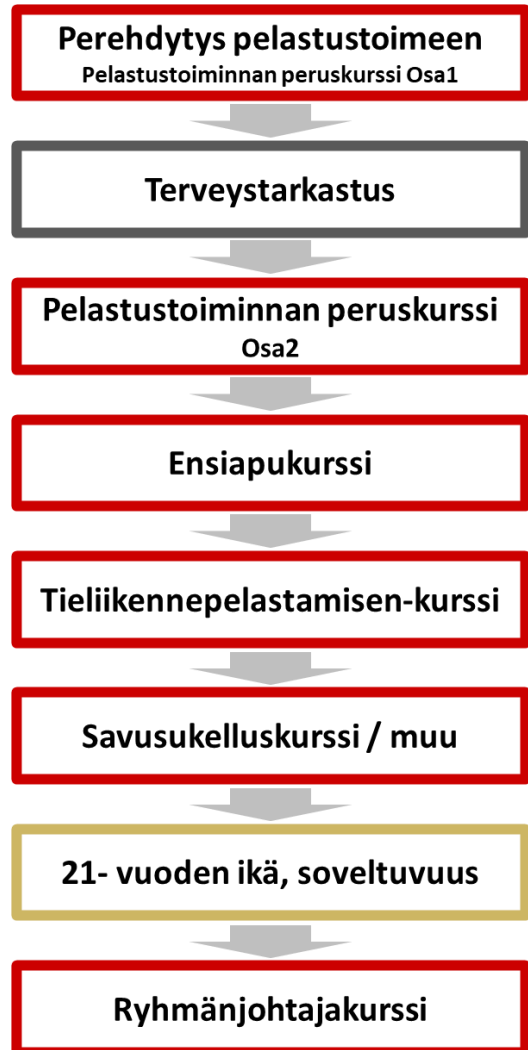 Perehdytys pelastustoimeen
Pelastustoiminnan peruskurssi Osa1
Terveystarkastus
Pelastustoiminnan peruskurssi
Osa2
Ensiapukurssi
Tieliikennepelastamisen-kurssi
Savusukelluskurssi / muu
21- vuoden ikä, soveltuvuus
Ryhmänjohtajakurssi